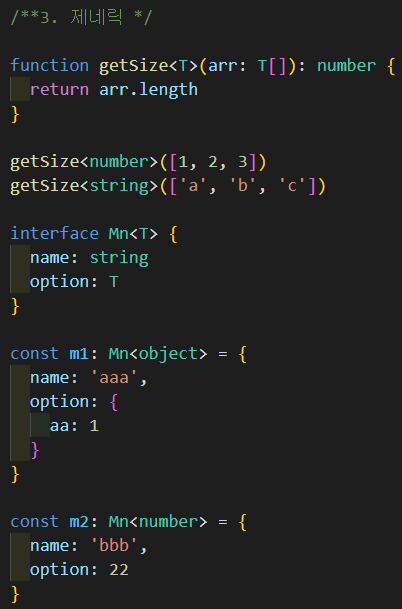 /**3. 제네릭 */
function getSize<T>(arr: T[]): number {
return arr.length
}
getSize<number>([1, 2, 3])
getSize<string>(['a', 'b', 'c'])
interface Mn<T> {
name: string
option: T
}
const m1: Mn<object> = {
name: 'aaa',
option: {
aa: 1
}
}
const m2: Mn<number> = {
name: 'bbb',
option: 22
}